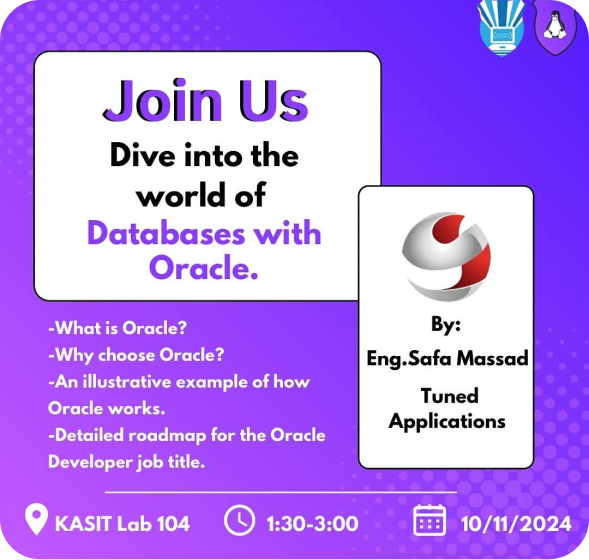 Join Us
Dive into the
world of
Databases with
Oracle.
-What is Oracle?
-Why choose Oracle?
-An illustrative example of how
Oracle works.
-Detailed roadmap for the Oracle
Developer job title.
By:
Eng.Safa Massad
Tuned
Applications
KASIT Lab 104
1:30-3:00
10/11/2024